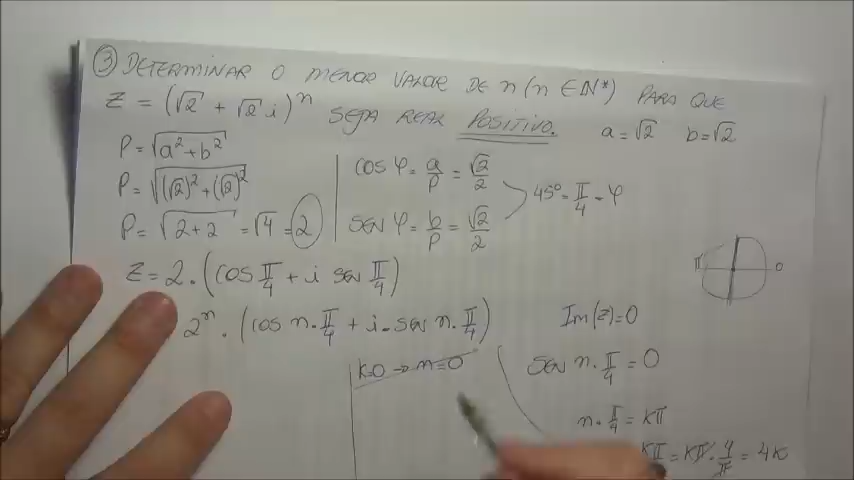 ③ DETERMINAR O MENOR VALOR DE n (n ∈ N*) PARA QUE
Z = (√2 + √2 i)^n SEJA REAL POSITIVO. a = √2 b = √2
P = √(a² + b²)
P = √((√2)² + (√2)²)
P = √(2 + 2) = √4 = 2
COS φ = a/P = √2/2
SEN φ = b/P = √2/2
45° = π/4 = φ
π 0
Z = 2 . (COS π/4 + i SEN π/4)
2^n . (COS n . π/4 + i . SEN n . π/4)
K=0 → n=0
Im(Z) = 0
SEN n . π/4 = 0
n . π/4 = Kπ
Kπ = Kπ . 4/π = 4K